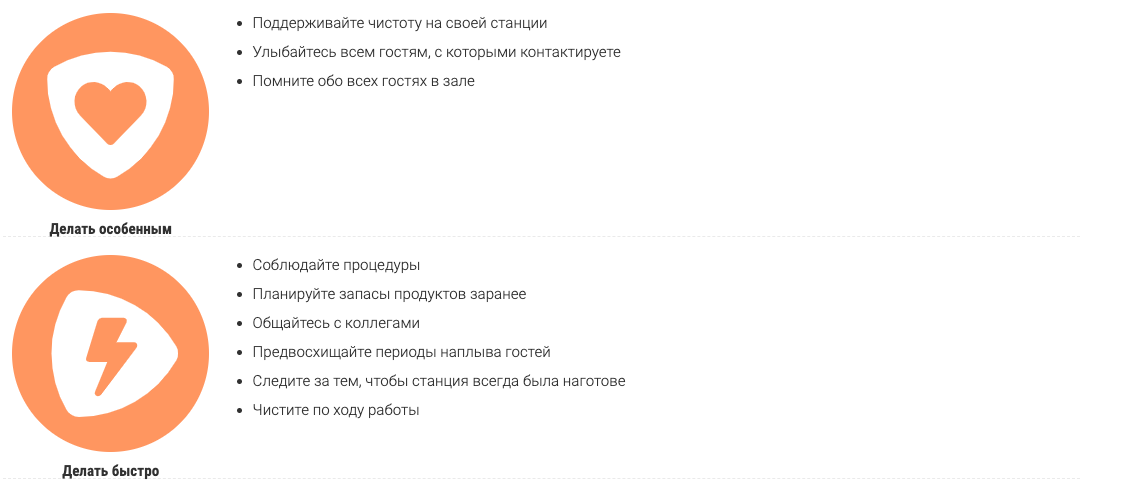 Поддерживайте чистоту на своей станции
Улыбайтесь всем гостям, с которыми контактируете
Помните обо всех гостях в зале
Делать особенным
Соблюдайте процедуры
Планируйте запасы продуктов заранее
Общайтесь с коллегами
Предвосхищайте периоды наплыва гостей
Следите за тем, чтобы станция всегда была наготове
Чистите по ходу работы
Делать быстро